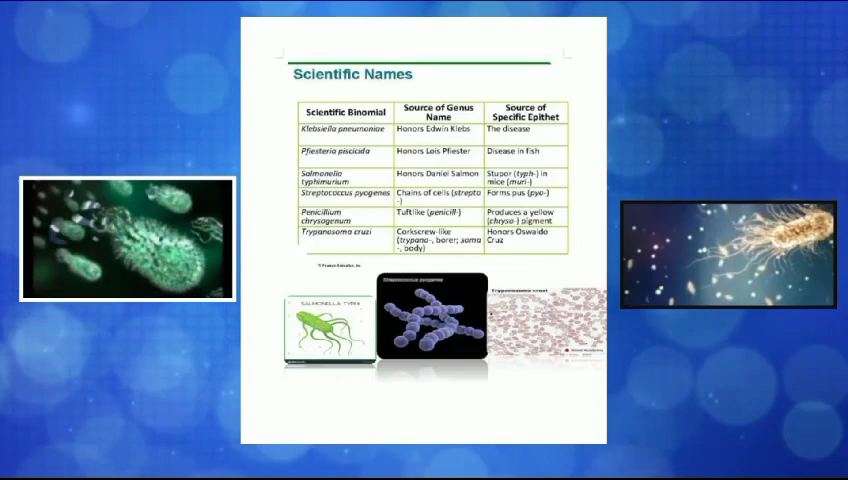 Scientific Names
Scientific Binomial
Source of Genus
Name
Source of
Specific Epithet
Klebsiella pneumoniae
Honors Edwin Klebs
The disease
Pfiesteria piscicida
Honors Lois Pfiester
Disease in fish
Salmonella
typhimurium
Honors Daniel Salmon
Stupor (typh-) in
mice (muri-)
Streptococcus pyogenes
Chains of cells (strepto
-)
Forms pus (pyo-)
Penicillium
chrysogenum
Tuftlike (penicill-)
Produces a yellow
(chryso-) pigment
Trypanosoma cruzi
Corkscrew-like
(trypano-, borer; soma
-, body)
Honors Oswaldo
Cruz
Education, Inc
SALMONELLA TYPHI
Streptococcus pyogenes
Trypanosoma cruzi